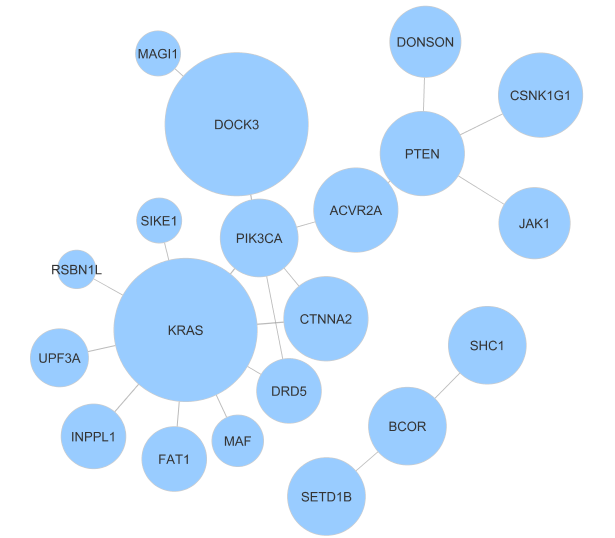 DONSON
MAGI1
CSNK1G1
DOCK3
PTEN
ACVR2A
SIKE1
JAK1
PIK3CA
RSBN1L
CTNNA2
KRAS
SHC1
UPF3A
DRD5
BCOR
INPPL1
MAF
FAT1
SETD1B